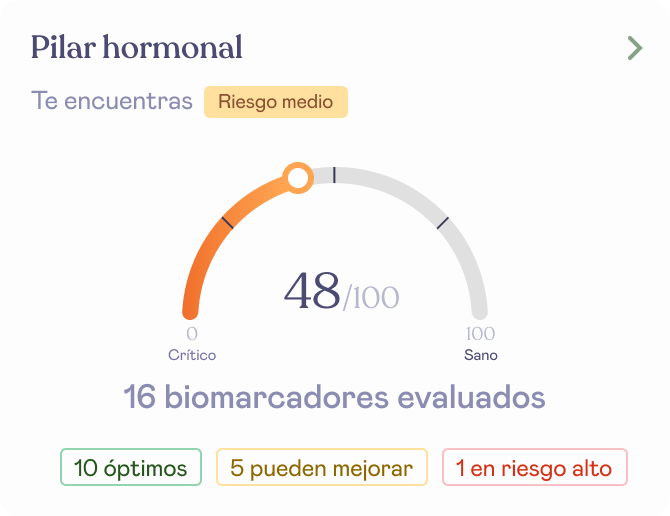 Pilar hormonal
Te encuentras Riesgo medio
48/100
0 100
Crítico Sano
16 biomarcadores evaluados
10 óptimos 5 pueden mejorar 1 en riesgo alto